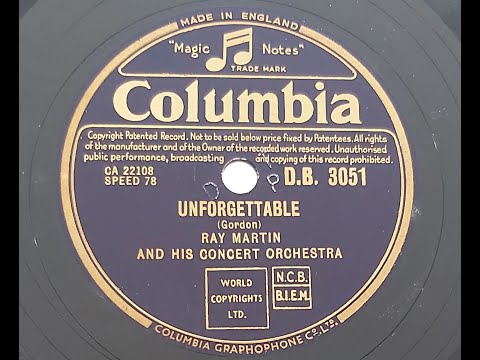 MADE IN ENGLAND
"Magic Notes"
TRADE MARK
Columbia
Copyright Patented Record. Not to be sold below price fixed by Patentees. All rights
of the manufacturer and of the Owner of the recorded work reserved. Unauthorised
public performance, broadcasting and copying of this record prohibited.
CA 22108
SPEED 78
D.B. 3051
UNFORGETTABLE
(Gordon)
RAY MARTIN
AND HIS CONCERT ORCHESTRA
WORLD
COPYRIGHTS
LTD.
N.C.B.
B.I.E.M.
COLUMBIA GRAPHOPHONE CO. LTD.